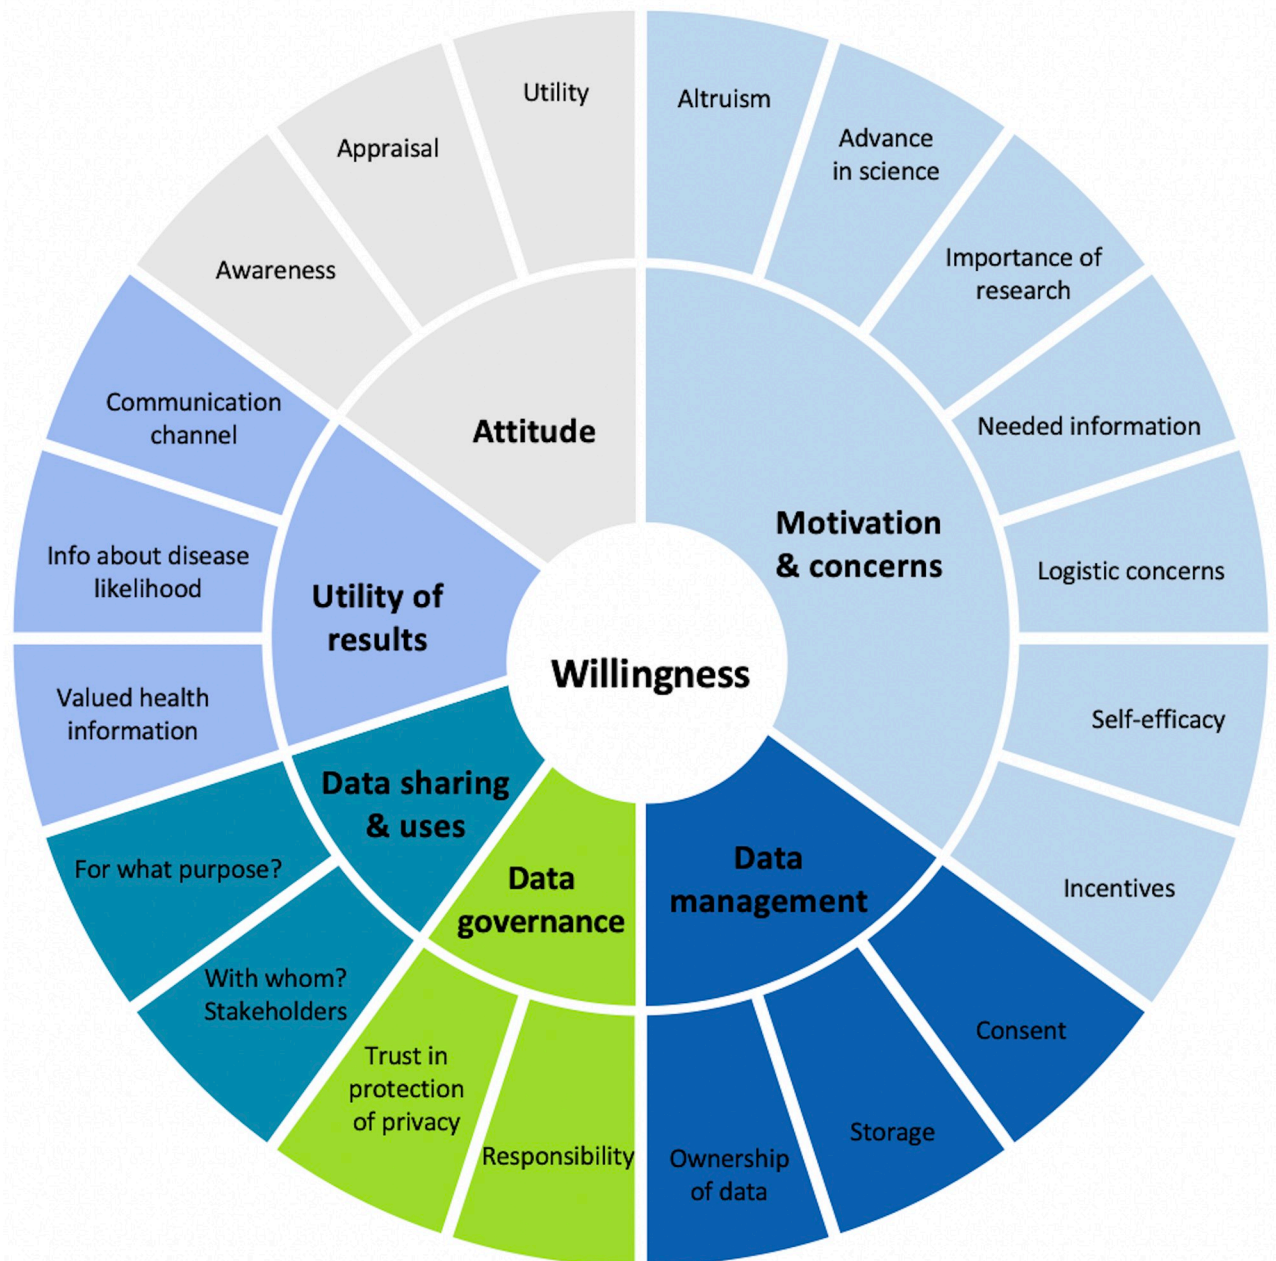 Utility
Altruism
Appraisal
Advance
in science
Awareness
Importance of
research
Communication
channel
Attitude
Needed information
Motivation
& concerns
Info about disease
likelihood
Logistic concerns
Utility of
results
Willingness
Valued health
information
Self-efficacy
Data sharing
& uses
For what purpose?
Data
governance
Data
management
Incentives
With whom?
Stakeholders
Trust in
protection
of privacy
Responsibility
Ownership
of data
Storage
Consent